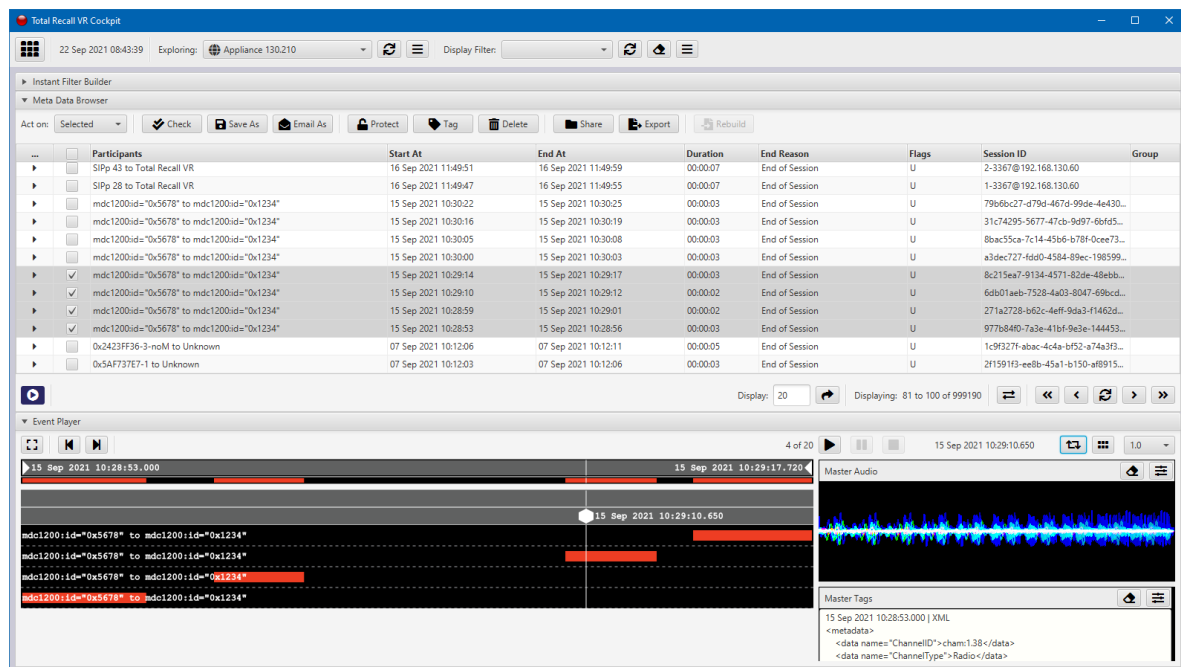 Total Recall VR Cockpit
22 Sep 2021 08:43:39 Exploring: Appliance 130.210 Display Filter:
Instant Filter Builder
Meta Data Browser
Act on: Selected Check Save As Email As Protect Tag Delete Share Export Rebuild
... Participants Start At End At Duration End Reason Flags Session ID Group
SIPp 43 to Total Recall VR 16 Sep 2021 11:49:51 16 Sep 2021 11:49:59 00:00:07 End of Session U 2-3367@192.168.130.60
SIPp 28 to Total Recall VR 16 Sep 2021 11:49:47 16 Sep 2021 11:49:55 00:00:07 End of Session U 1-3367@192.168.130.60
mdc1200:id="0x5678" to mdc1200:id="0x1234" 15 Sep 2021 10:30:22 15 Sep 2021 10:30:25 00:00:03 End of Session U 79b6bc27-d79d-467d-99de-4e430...
mdc1200:id="0x5678" to mdc1200:id="0x1234" 15 Sep 2021 10:30:16 15 Sep 2021 10:30:19 00:00:03 End of Session U 31c74295-5677-47cb-9d97-6bfd5...
mdc1200:id="0x5678" to mdc1200:id="0x1234" 15 Sep 2021 10:30:05 15 Sep 2021 10:30:08 00:00:03 End of Session U 8bac55ca-7c14-45b6-b78f-0cee73...
mdc1200:id="0x5678" to mdc1200:id="0x1234" 15 Sep 2021 10:30:00 15 Sep 2021 10:30:03 00:00:03 End of Session U a3dec727-fdd0-4584-89ec-198599...
mdc1200:id="0x5678" to mdc1200:id="0x1234" 15 Sep 2021 10:29:14 15 Sep 2021 10:29:17 00:00:03 End of Session U 8c215ea7-9134-4571-82de-48ebb...
mdc1200:id="0x5678" to mdc1200:id="0x1234" 15 Sep 2021 10:29:10 15 Sep 2021 10:29:12 00:00:02 End of Session U 6db01aeb-7528-4a03-8047-69bcd...
mdc1200:id="0x5678" to mdc1200:id="0x1234" 15 Sep 2021 10:28:59 15 Sep 2021 10:29:01 00:00:02 End of Session U 271a2728-b62c-4eff-9da3-f1462d...
mdc1200:id="0x5678" to mdc1200:id="0x1234" 15 Sep 2021 10:28:53 15 Sep 2021 10:28:56 00:00:03 End of Session U 977b84f0-7a3e-41bf-9e3e-144453...
0x2423FF36-3-noM to Unknown 07 Sep 2021 10:12:06 07 Sep 2021 10:12:11 00:00:05 End of Session U 1c9f327f-abac-4c4a-bf52-a74a3f3...
0x5AF737E7-1 to Unknown 07 Sep 2021 10:12:03 07 Sep 2021 10:12:06 00:00:03 End of Session U 2f1591f3-ee8b-45a1-b150-af8915...
Display: 20 Displaying: 81 to 100 of 999190
Event Player
4 of 20 15 Sep 2021 10:29:10.650 1.0
15 Sep 2021 10:28:53.000 15 Sep 2021 10:29:17.720
Master Audio
15 Sep 2021 10:29:10.650
mdc1200:id="0x5678" to mdc1200:id="0x1234"
mdc1200:id="0x5678" to mdc1200:id="0x1234"
mdc1200:id="0x5678" to mdc1200:id="0x1234"
mdc1200:id="0x5678" to mdc1200:id="0x1234"
Master Tags
15 Sep 2021 10:28:53.000 | XML
<metadata>
<data name="ChannelID">cham:1.38</data>
<data name="ChannelType">Radio</data>